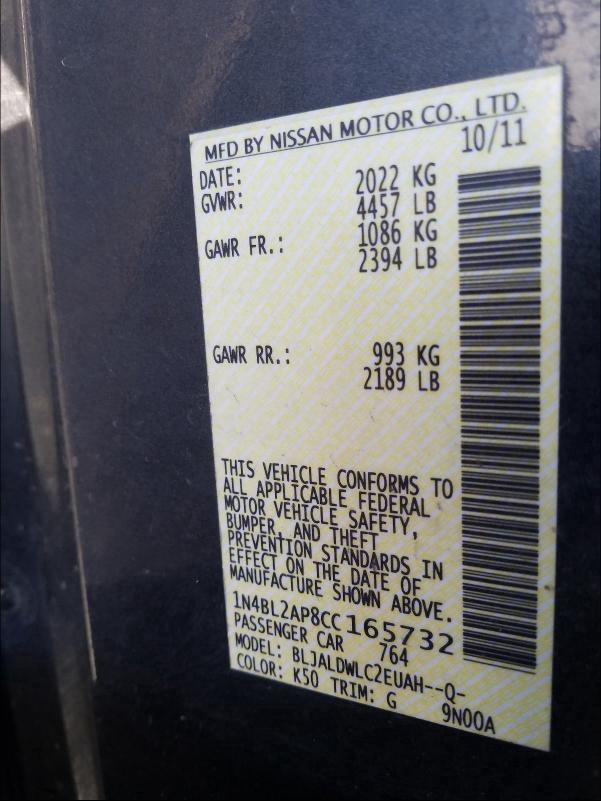 MFD BY NISSAN MOTOR CO., LTD.
DATE: 10/11
GVWR: 2022 KG
4457 LB
GAWR FR.: 1086 KG
2394 LB
GAWR RR.: 993 KG
2189 LB
THIS VEHICLE CONFORMS TO
ALL APPLICABLE FEDERAL
MOTOR VEHICLE SAFETY,
BUMPER, AND THEFT
PREVENTION STANDARDS IN
EFFECT ON THE DATE OF
MANUFACTURE SHOWN ABOVE.
1N4BL2AP8CC165732
PASSENGER CAR 764
MODEL: BLJALDWLC2EUAH--Q-
COLOR: K50 TRIM: G 9N00A